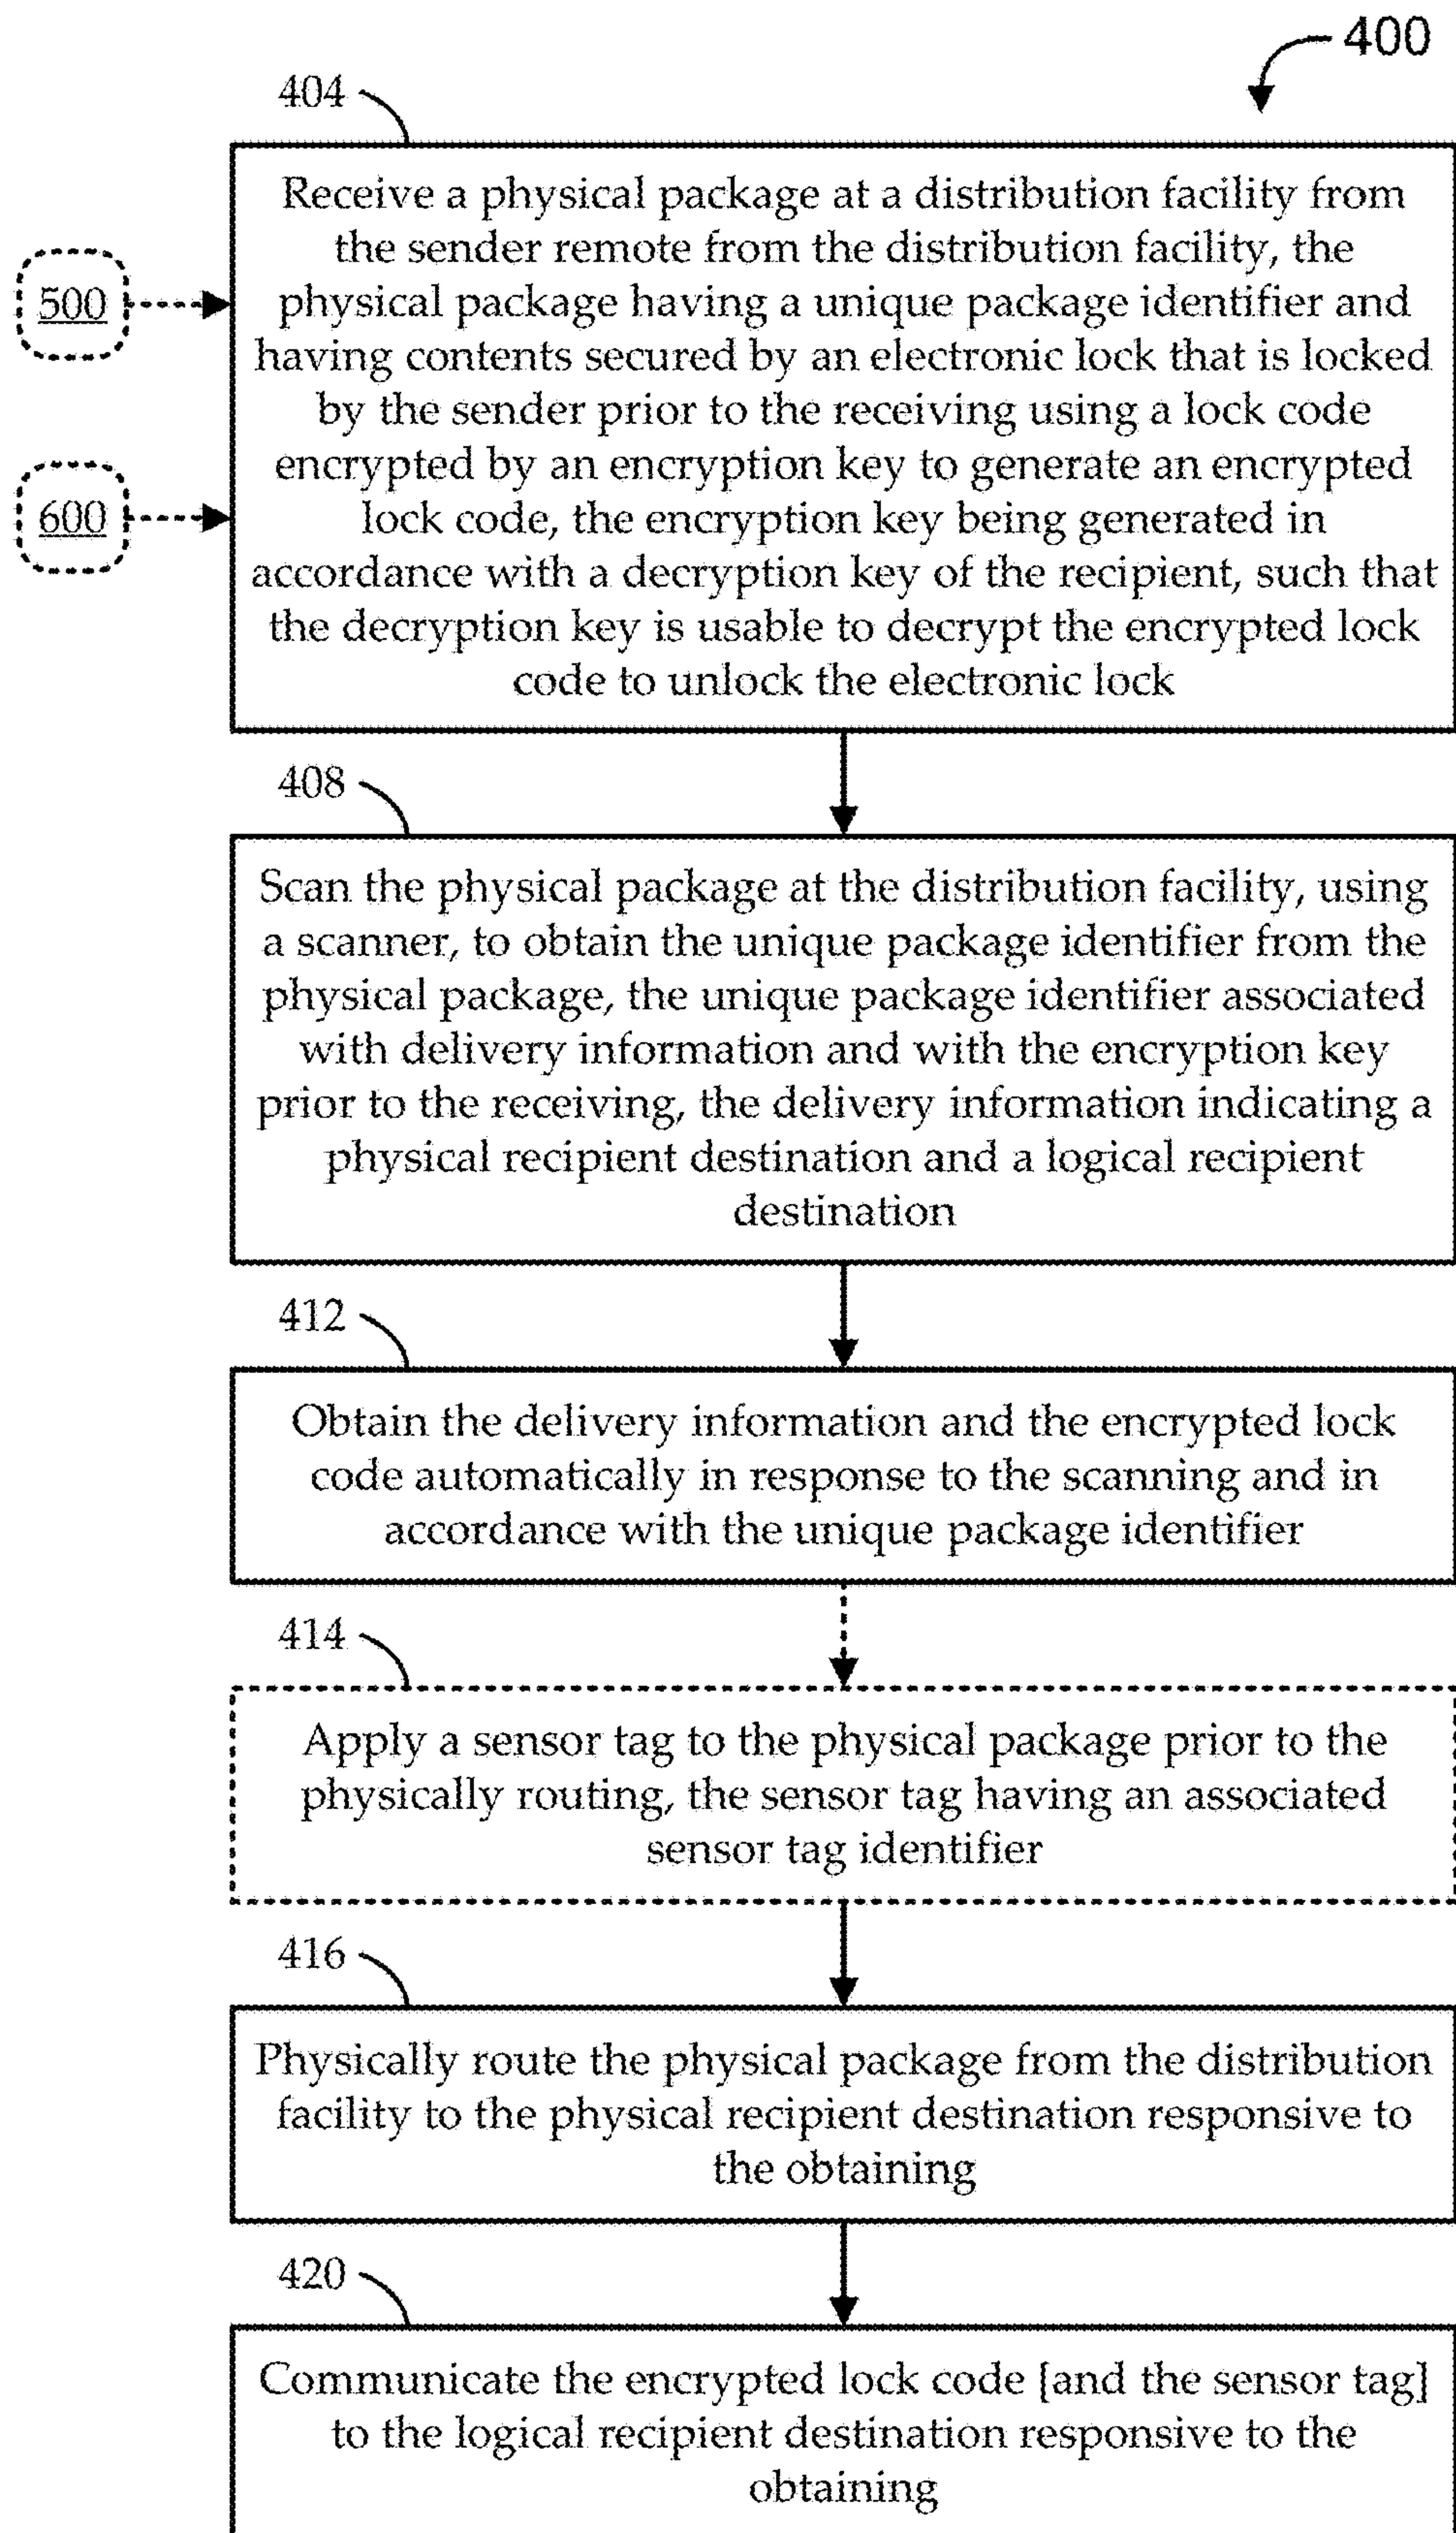 400
404
Receive a physical package at a distribution facility from
the sender remote from the distribution facility, the
physical package having a unique package identifier and
having contents secured by an electronic lock that is locked
by the sender prior to the receiving using a lock code
encrypted by an encryption key to generate an encrypted
lock code, the encryption key being generated in
accordance with a decryption key of the recipient, such that
the decryption key is usable to decrypt the encrypted lock
code to unlock the electronic lock
500
600
408
Scan the physical package at the distribution facility, using
a scanner, to obtain the unique package identifier from the
physical package, the unique package identifier associated
with delivery information and with the encryption key
prior to the receiving, the delivery information indicating a
physical recipient destination and a logical recipient
destination
412
Obtain the delivery information and the encrypted lock
code automatically in response to the scanning and in
accordance with the unique package identifier
414
Apply a sensor tag to the physical package prior to the
physically routing, the sensor tag having an associated
sensor tag identifier
416
Physically route the physical package from the distribution
facility to the physical recipient destination responsive to
the obtaining
420
Communicate the encrypted lock code [and the sensor tag]
to the logical recipient destination responsive to the
obtaining